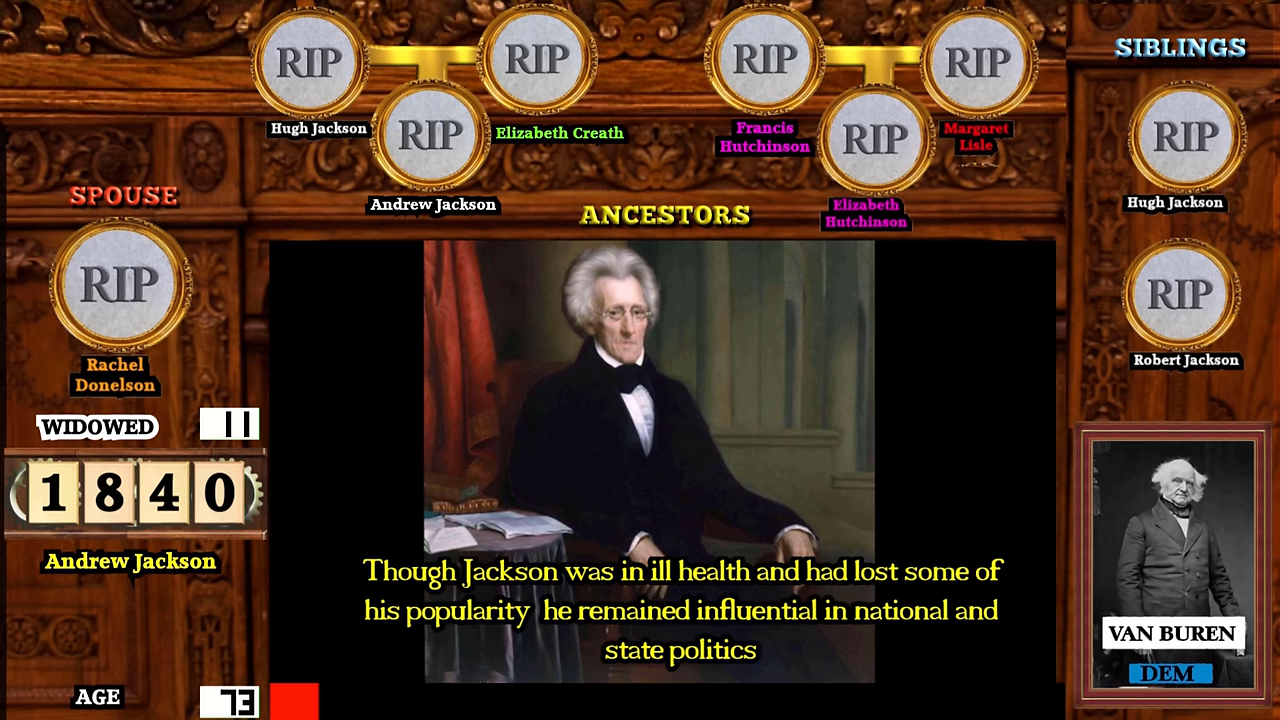 RIP
RIP
RIP
RIP
SIBLINGS
Hugh Jackson
RIP
Elizabeth Creath
Francis
Hutchinson
RIP
Margaret
Lisle
RIP
SPOUSE
Andrew Jackson
ANCESTORS
Elizabeth
Hutchinson
Hugh Jackson
RIP
RIP
Rachel
Donelson
Robert Jackson
WIDOWED 11
1840
Andrew Jackson
Though Jackson was in ill health and had lost some of
his popularity he remained influential in national and
state politics
VAN BUREN
DEM
AGE 73